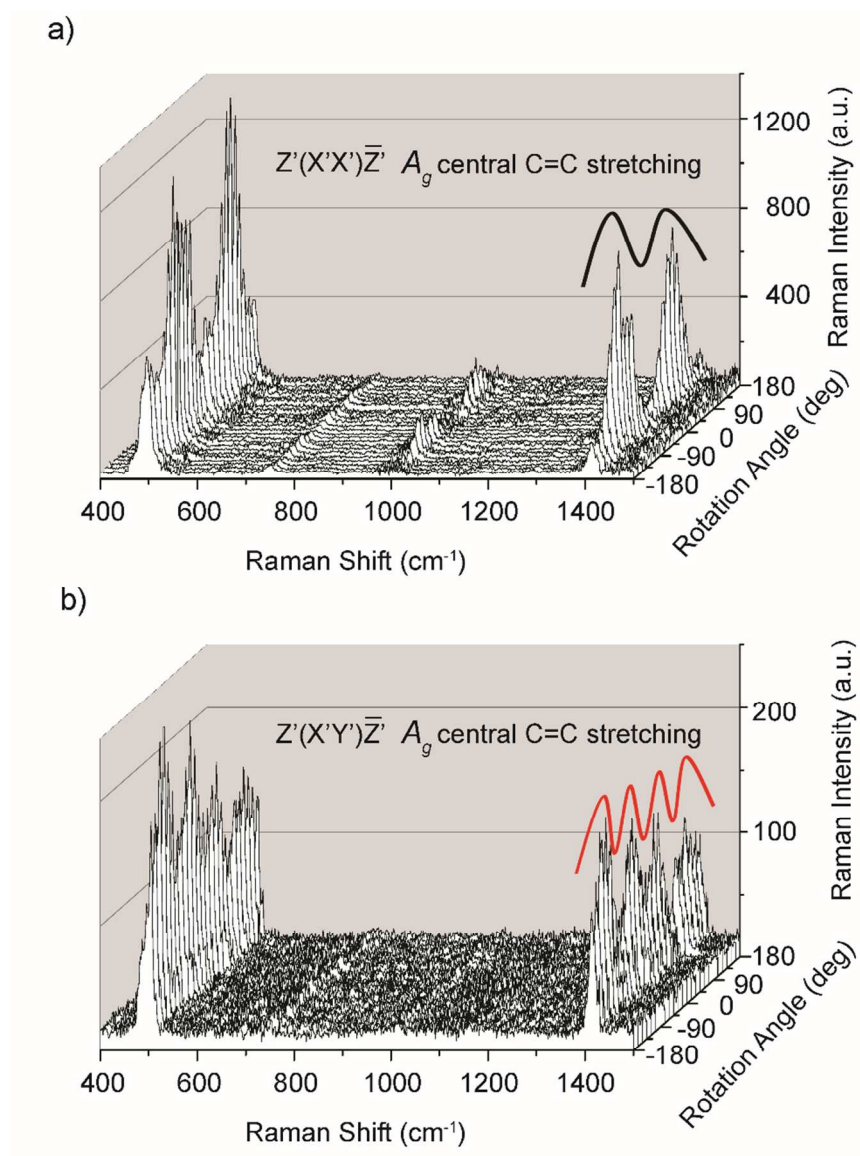 a)
Z'(X'X')Z̅' Ag central C=C stretching
1200
800
400
180
90
0
-90
-180
Raman Intensity (a.u.)
Rotation Angle (deg)
400 600 800 1000 1200 1400
Raman Shift (cm⁻¹)
b)
Z'(X'Y')Z̅' Ag central C=C stretching
200
100
180
90
0
-90
-180
Raman Intensity (a.u.)
Rotation Angle (deg)
400 600 800 1000 1200 1400
Raman Shift (cm⁻¹)